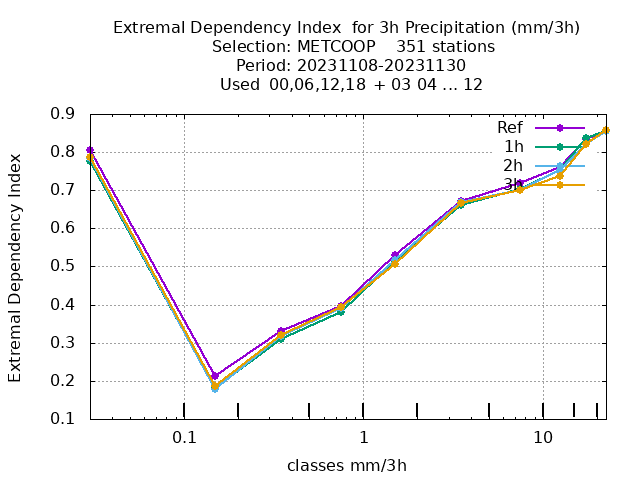 Extremal Dependency Index  for 3h Precipitation (mm/3h)
Selection: METCOOP    351 stations
Period: 20231108-20231130
Used  00,06,12,18  + 03 04 ... 12
Extremal Dependency Index
0.9
0.8
0.7
0.6
0.5
0.4
0.3
0.2
0.1
Ref
1h
2h
3h
0.1
1
10
classes mm/3h